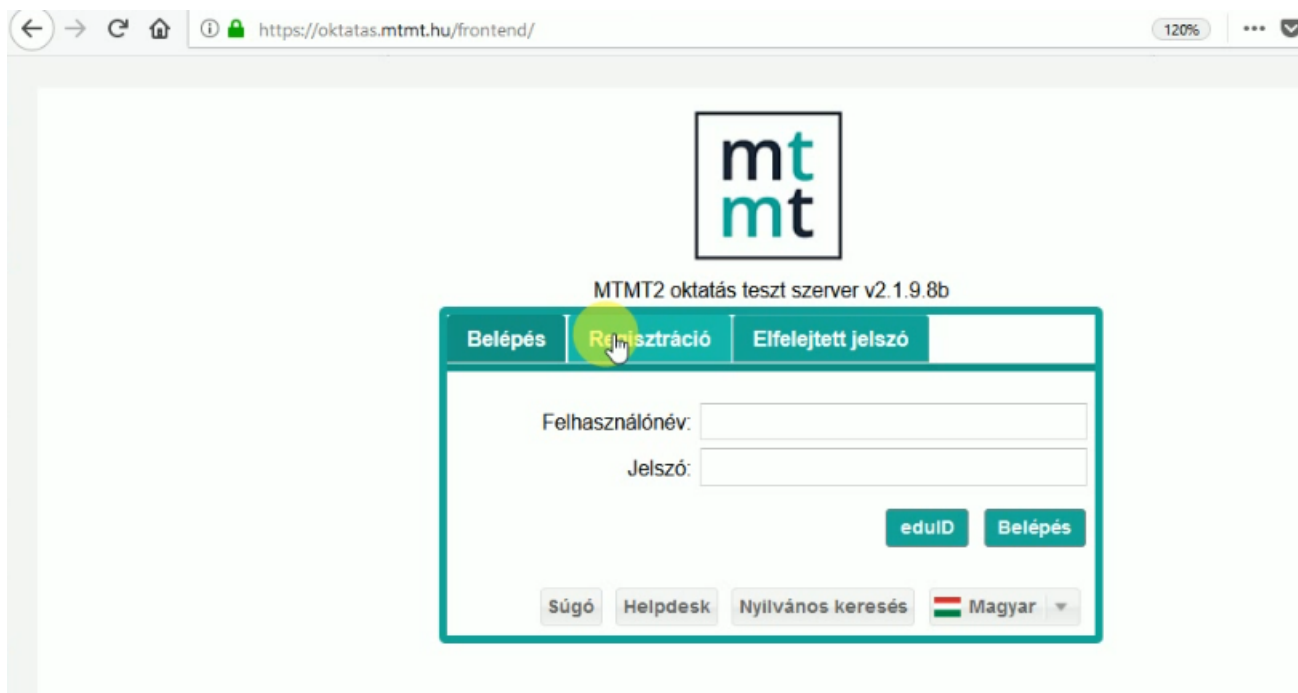 https://oktatas.mtmt.hu/frontend/
120%
mt
mt
MTMT2 oktatás teszt szerver v2.1.9.8b
Belépés Regisztráció Elfelejtett jelszó
Felhasználónév:
Jelszó:
eduID Belépés
Súgó Helpdesk Nyilvános keresés Magyar